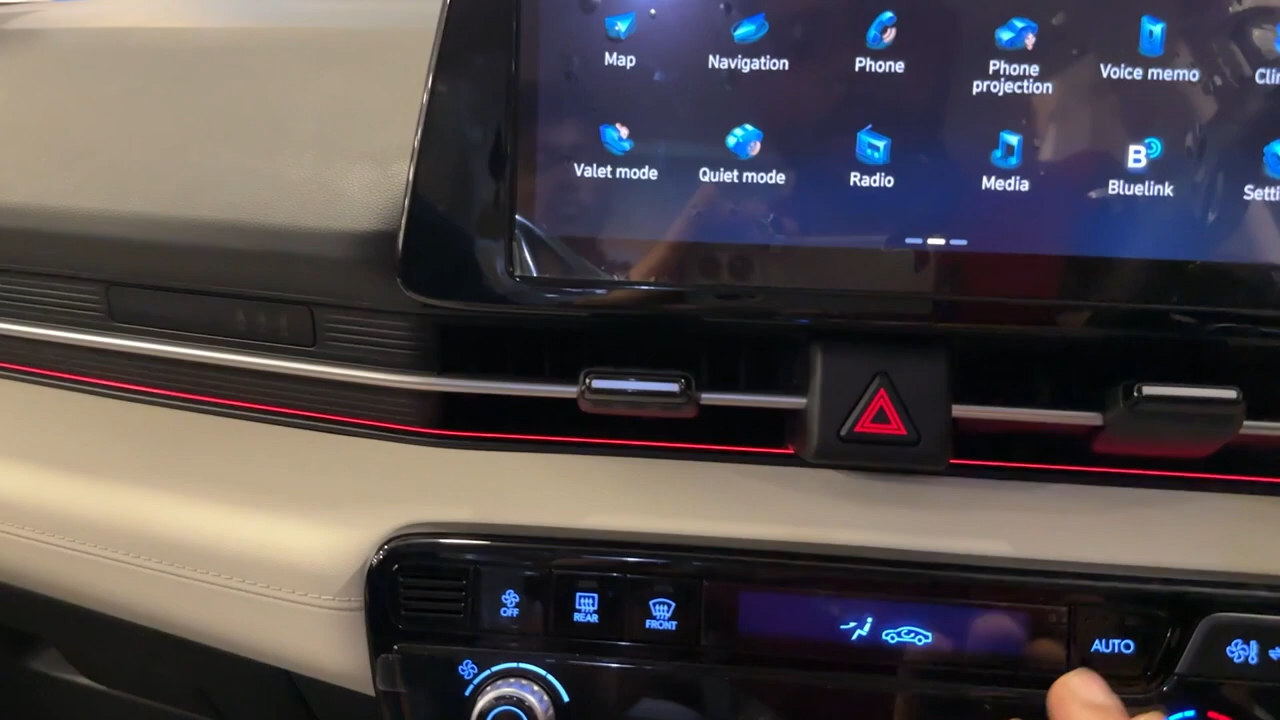 Map
Navigation
Phone
Phone
projection
Voice memo
Valet mode
Quiet mode
Radio
Media
B
Bluelink
OFF
REAR
FRONT
AUTO